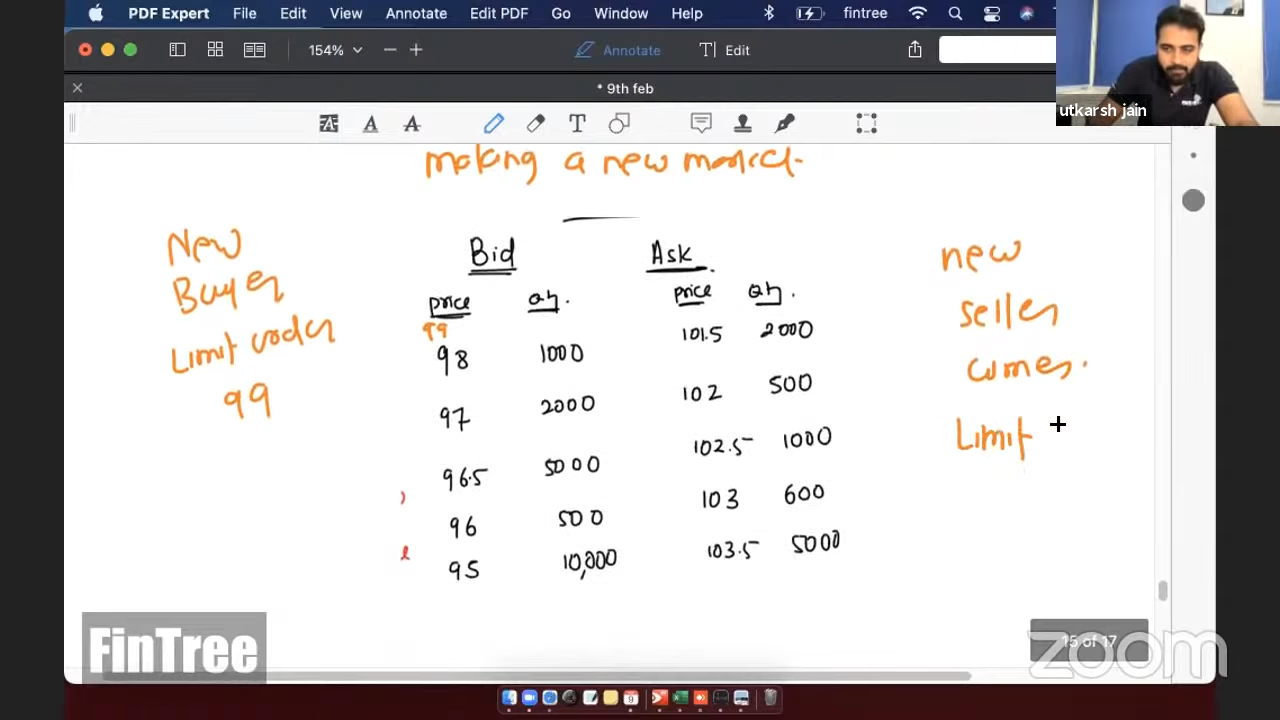 PDF Expert File Edit View Annotate Edit PDF Go Window Help fintree
154% Annotate Edit
utkarsh jain
* 9th feb
making a new market.
New
Buyer
Limit order
99
Bid Ask
price qty. price qty.
99
98 1000 101.5 2000
97 2000 102 500
96.5 5000 102.5 1000
96 500 103 600
95 10,000 103.5 5000
new
seller
comes.
Limit
FinTree
15 of 17
zoom